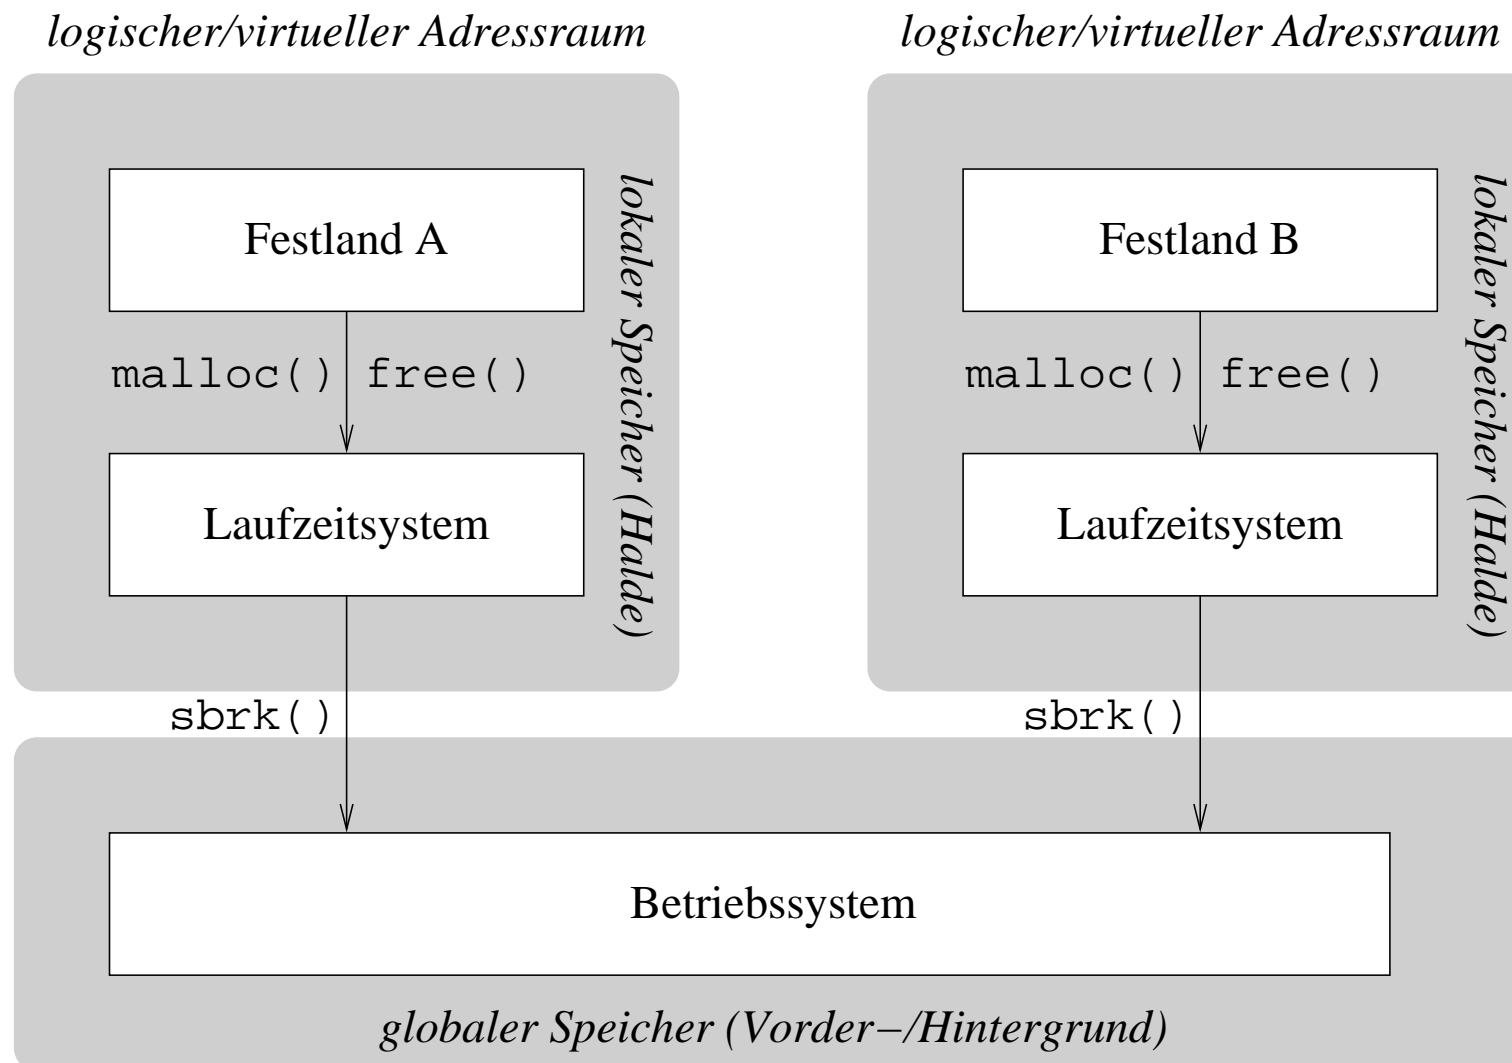 logischer/virtueller Adressraum
logischer/virtueller Adressraum
Festland A
malloc() free()
Laufzeitsystem
lokaler Speicher (Halde)
sbrk()
Festland B
malloc() free()
Laufzeitsystem
lokaler Speicher (Halde)
sbrk()
Betriebssystem
globaler Speicher (Vorder−/Hintergrund)